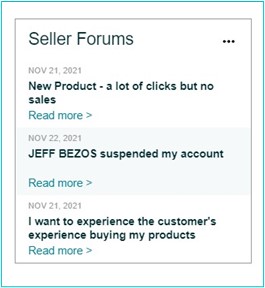 Seller Forums
NOV 21, 2021
New Product - a lot of clicks but no
sales
Read more >
NOV 22, 2021
JEFF BEZOS suspended my account
Read more >
NOV 21, 2021
I want to experience the customer's
experience buying my products
Read more >